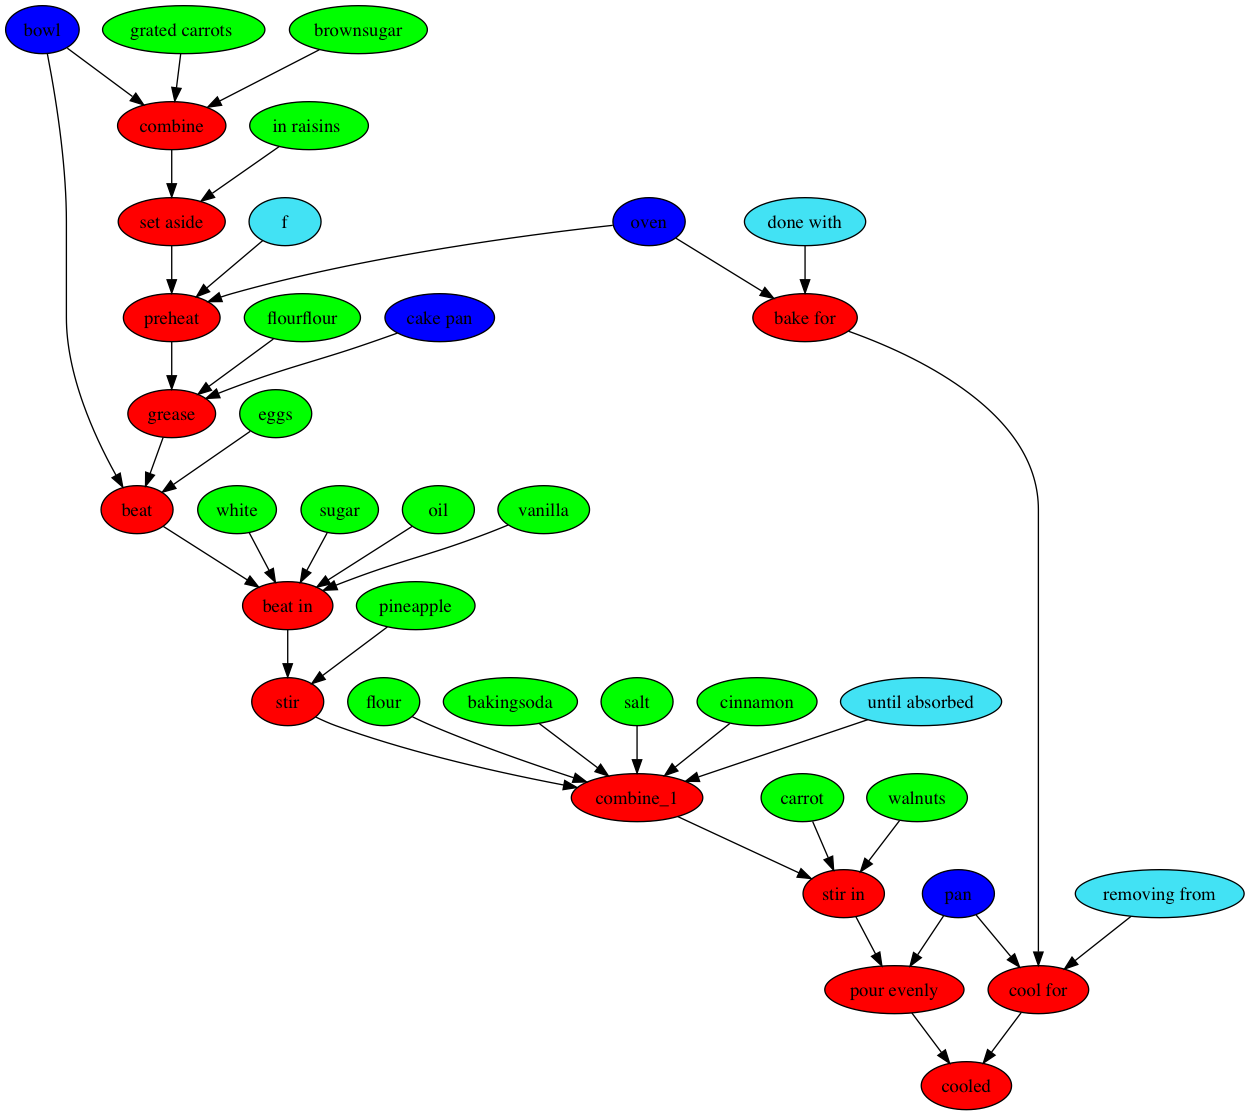 bowl
grated carrots
brownsugar
combine
in raisins
set aside
f
oven
done with
preheat
flourflour
cake pan
bake for
grease
eggs
beat
white
sugar
oil
vanilla
beat in
pineapple
stir
flour
bakingsoda
salt
cinnamon
until absorbed
combine_1
carrot
walnuts
stir in
pan
removing from
pour evenly
cool for
cooled